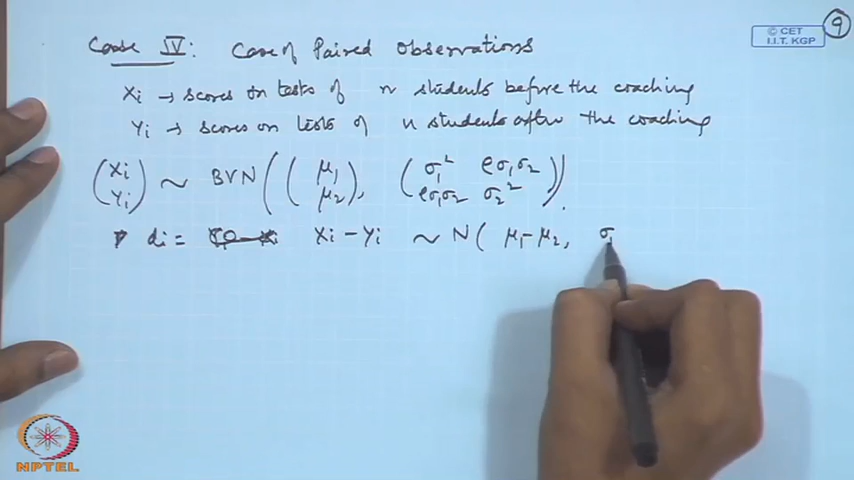 9
© CET
I.I.T. KGP
Case IV: Case of Paired Observations
Xi → scores on tests of n students before the coaching
Yi → scores on tests of n students after the coaching
(Xi Yi) ~ BVN((μ1 μ2), (σ1² ρσ1σ2 ρσ1σ2 σ2²)).
di = Xi - Yi ~ N( μ1 - μ2, σ1
NPTEL